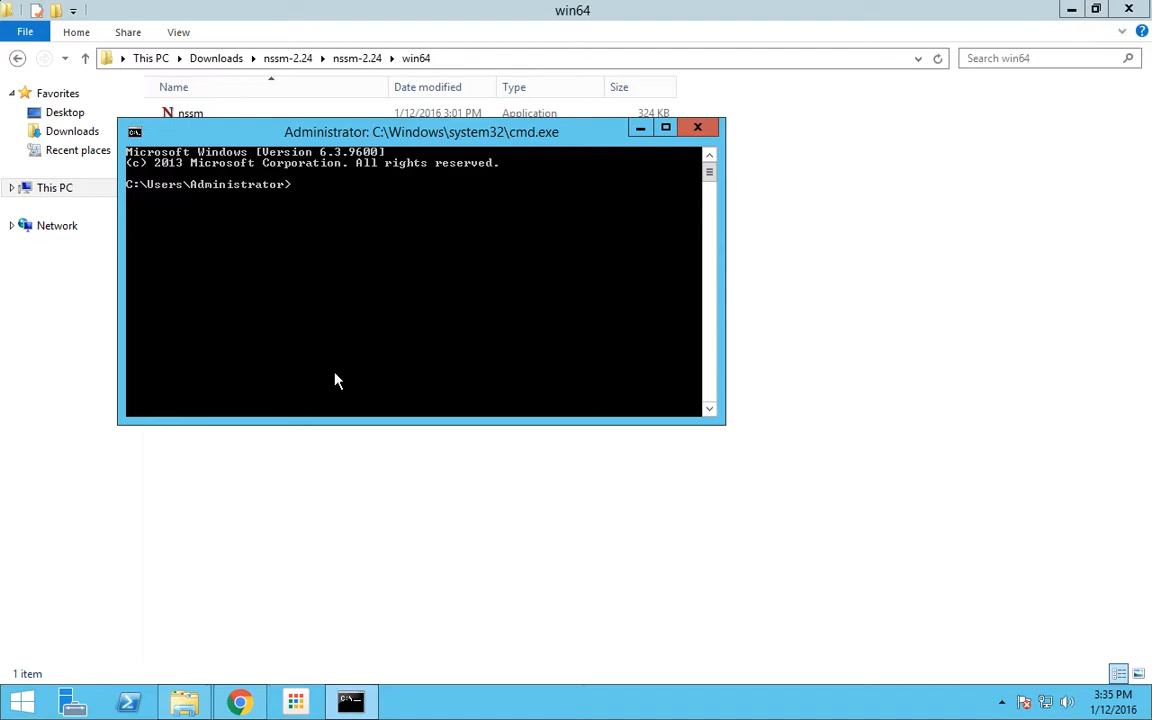 win64
File Home Share View
This PC Downloads nssm-2.24 nssm-2.24 win64
Search win64
Name Date modified Type Size
nssm 1/12/2016 3:01 PM Application 324 KB
Favorites
Desktop
Downloads
Recent places
This PC
Network
Administrator: C:\Windows\system32\cmd.exe
Microsoft Windows [Version 6.3.9600]
(c) 2013 Microsoft Corporation. All rights reserved.
C:\Users\Administrator>
1 item
3:35 PM
1/12/2016